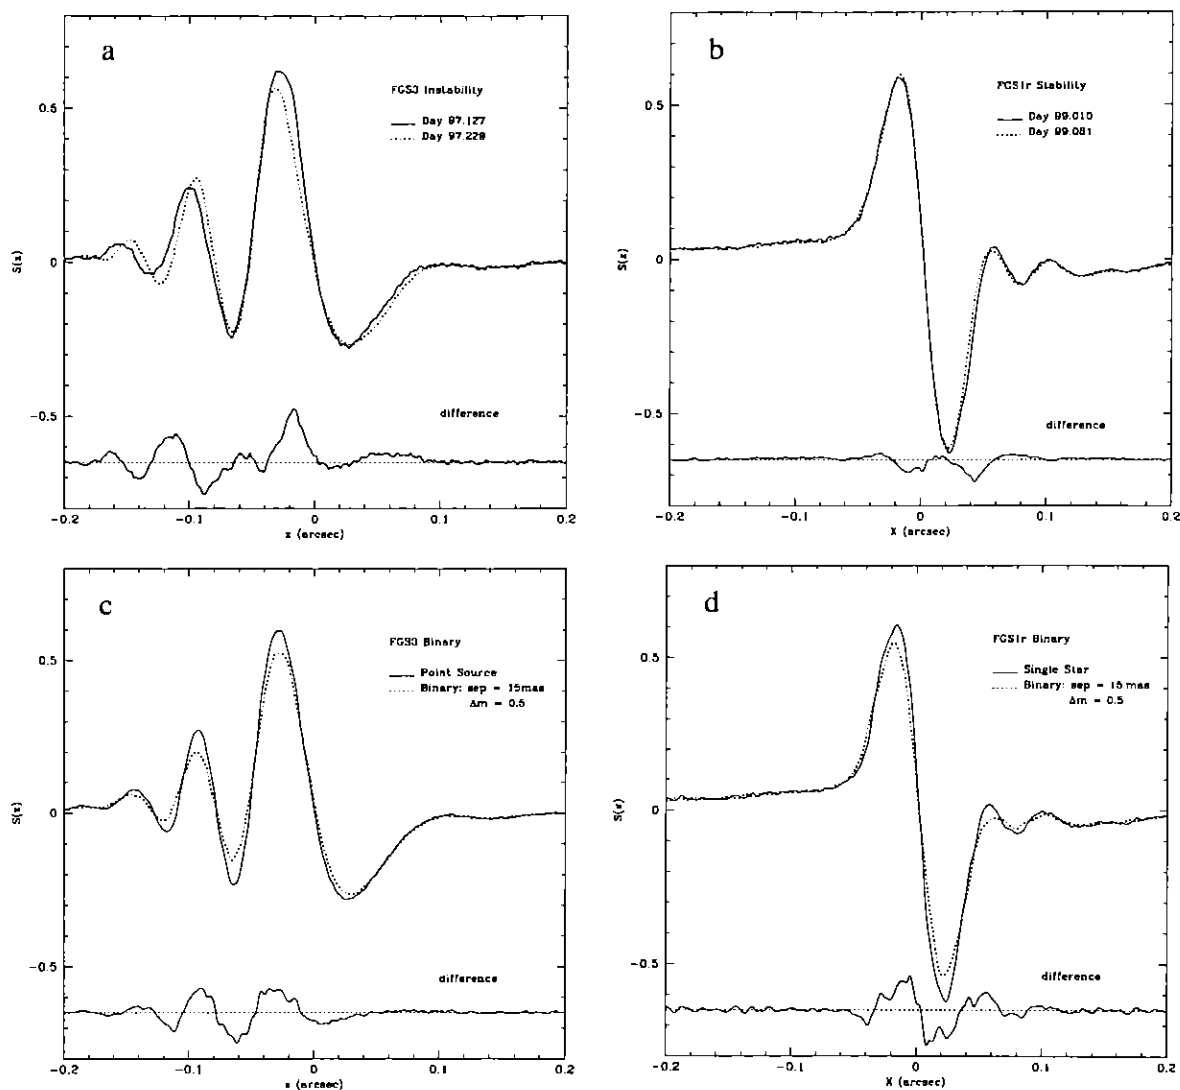 a
FGS3 Instability
Day 97.127
Day 97.229
0.5
0
-0.5
S(x)
difference
-0.2
-0.1
0
0.1
0.2
x (arcsec)
b
FGS1r Stability
Day 99.010
Day 99.081
0.5
0
-0.5
S(x)
difference
-0.2
-0.1
0
0.1
0.2
X (arcsec)
c
FGS3 Binary
Point Source
Binary: sep = 15mas
Δm = 0.5
0.5
0
-0.5
S(x)
difference
-0.2
-0.1
0
0.1
0.2
x (arcsec)
d
FGS1r Binary
Single Star
Binary: sep = 15mas
Δm = 0.5
0.5
0
-0.5
S(x)
difference
-0.2
-0.1
0
0.1
0.2
X (arcsec)